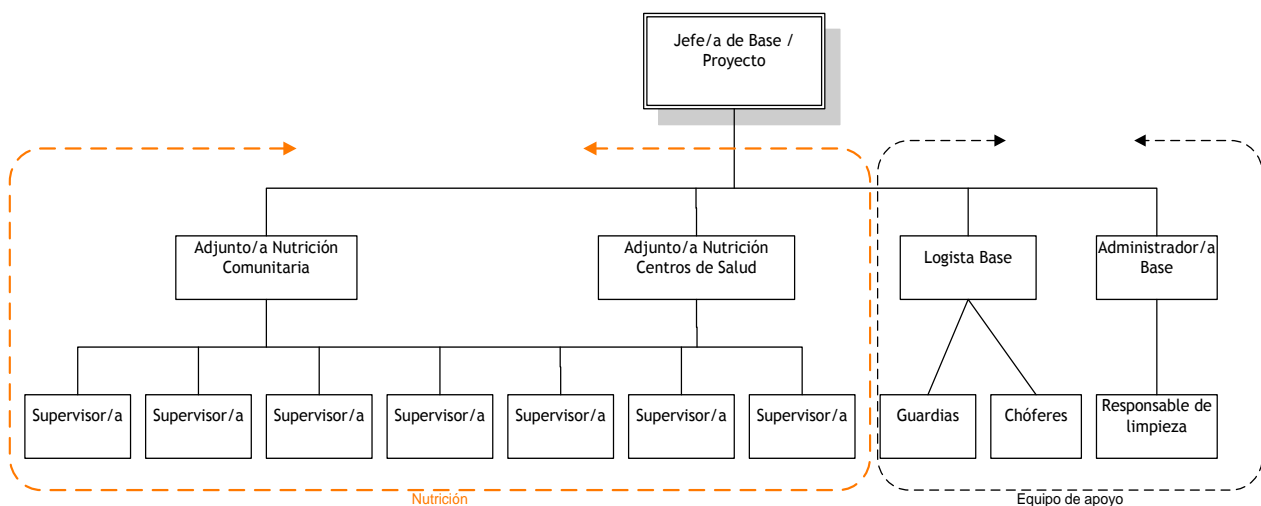 Jefe/a de Base /
Proyecto
Adjunto/a Nutrición
Comunitaria
Adjunto/a Nutrición
Centros de Salud
Logista Base
Administrador/a
Base
Supervisor/a
Supervisor/a
Supervisor/a
Supervisor/a
Supervisor/a
Supervisor/a
Supervisor/a
Guardias
Chóferes
Responsable de
limpieza
Nutrición
Equipo de apoyo